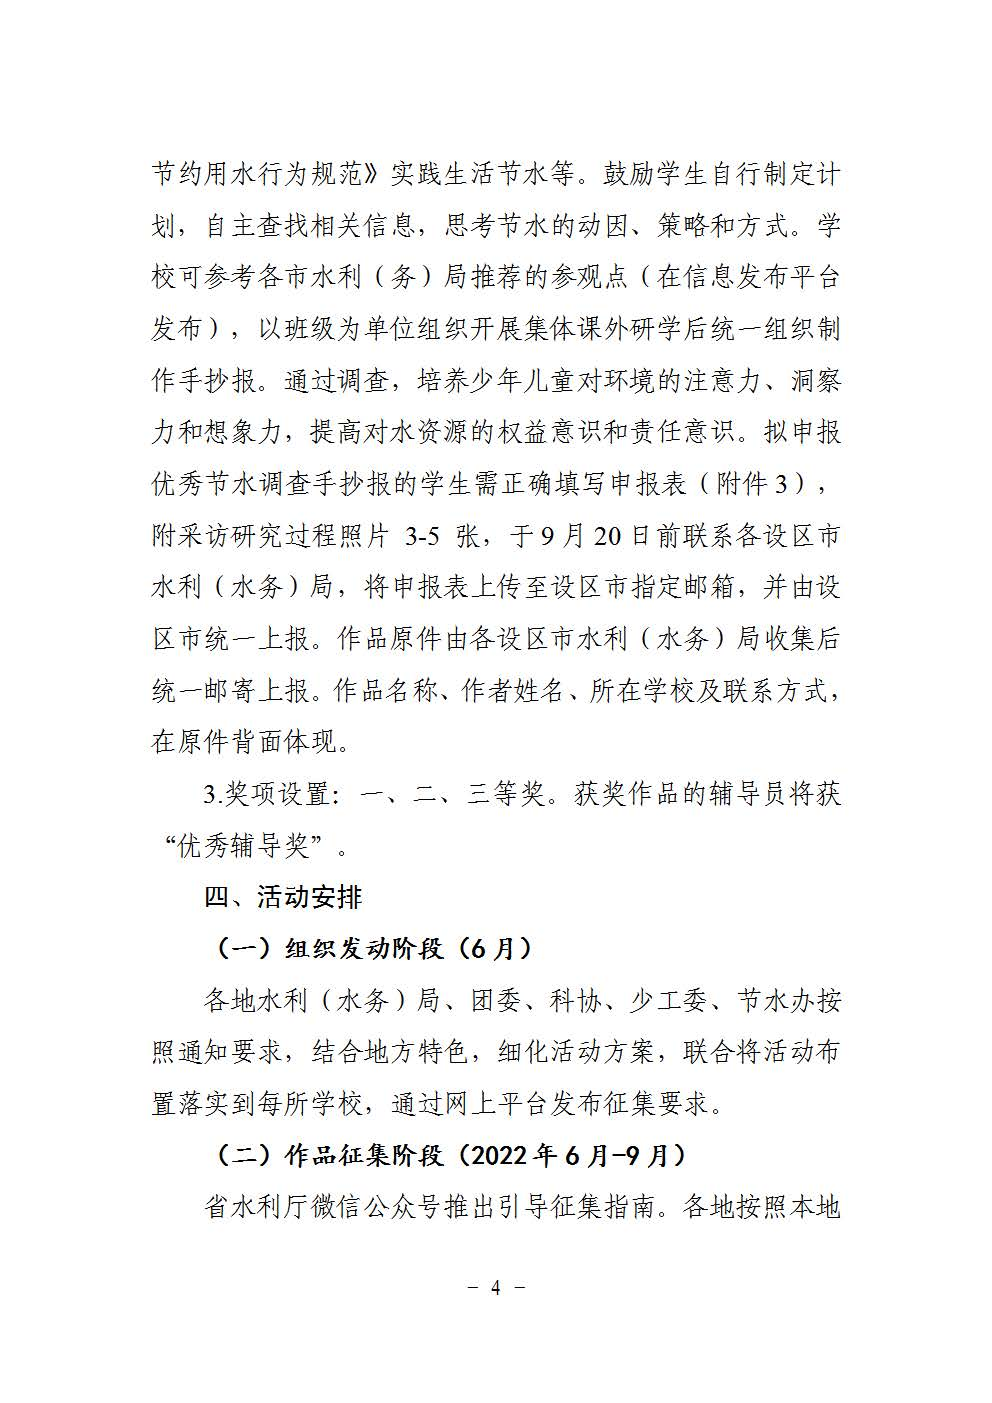 节约用水行为规范》实践生活节水等。鼓励学生自行制定计
划，自主查找相关信息，思考节水的动因、策略和方式。学
校可参考各市水利（务）局推荐的参观点（在信息发布平台
发布），以班级为单位组织开展集体课外研学后统一组织制
作手抄报。通过调查，培养少年儿童对环境的注意力、洞察
力和想象力，提高对水资源的权益意识和责任意识。拟申报
优秀节水调查手抄报的学生需正确填写申报表（附件3），
附采访研究过程照片 3-5 张，于9月20日前联系各设区市
水利（水务）局，将申报表上传至设区市指定邮箱，并由设
区市统一上报。作品原件由各设区市水利（水务）局收集后
统一邮寄上报。作品名称、作者姓名、所在学校及联系方式，
在原件背面体现。
3.奖项设置：一、二、三等奖。获奖作品的辅导员将获
“优秀辅导奖”。
四、活动安排
（一）组织发动阶段（6月）
各地水利（水务）局、团委、科协、少工委、节水办按
照通知要求，结合地方特色，细化活动方案，联合将活动布
置落实到每所学校，通过网上平台发布征集要求。
（二）作品征集阶段（2022年6月-9月）
省水利厅微信公众号推出引导征集指南。各地按照本地
－ 4 －